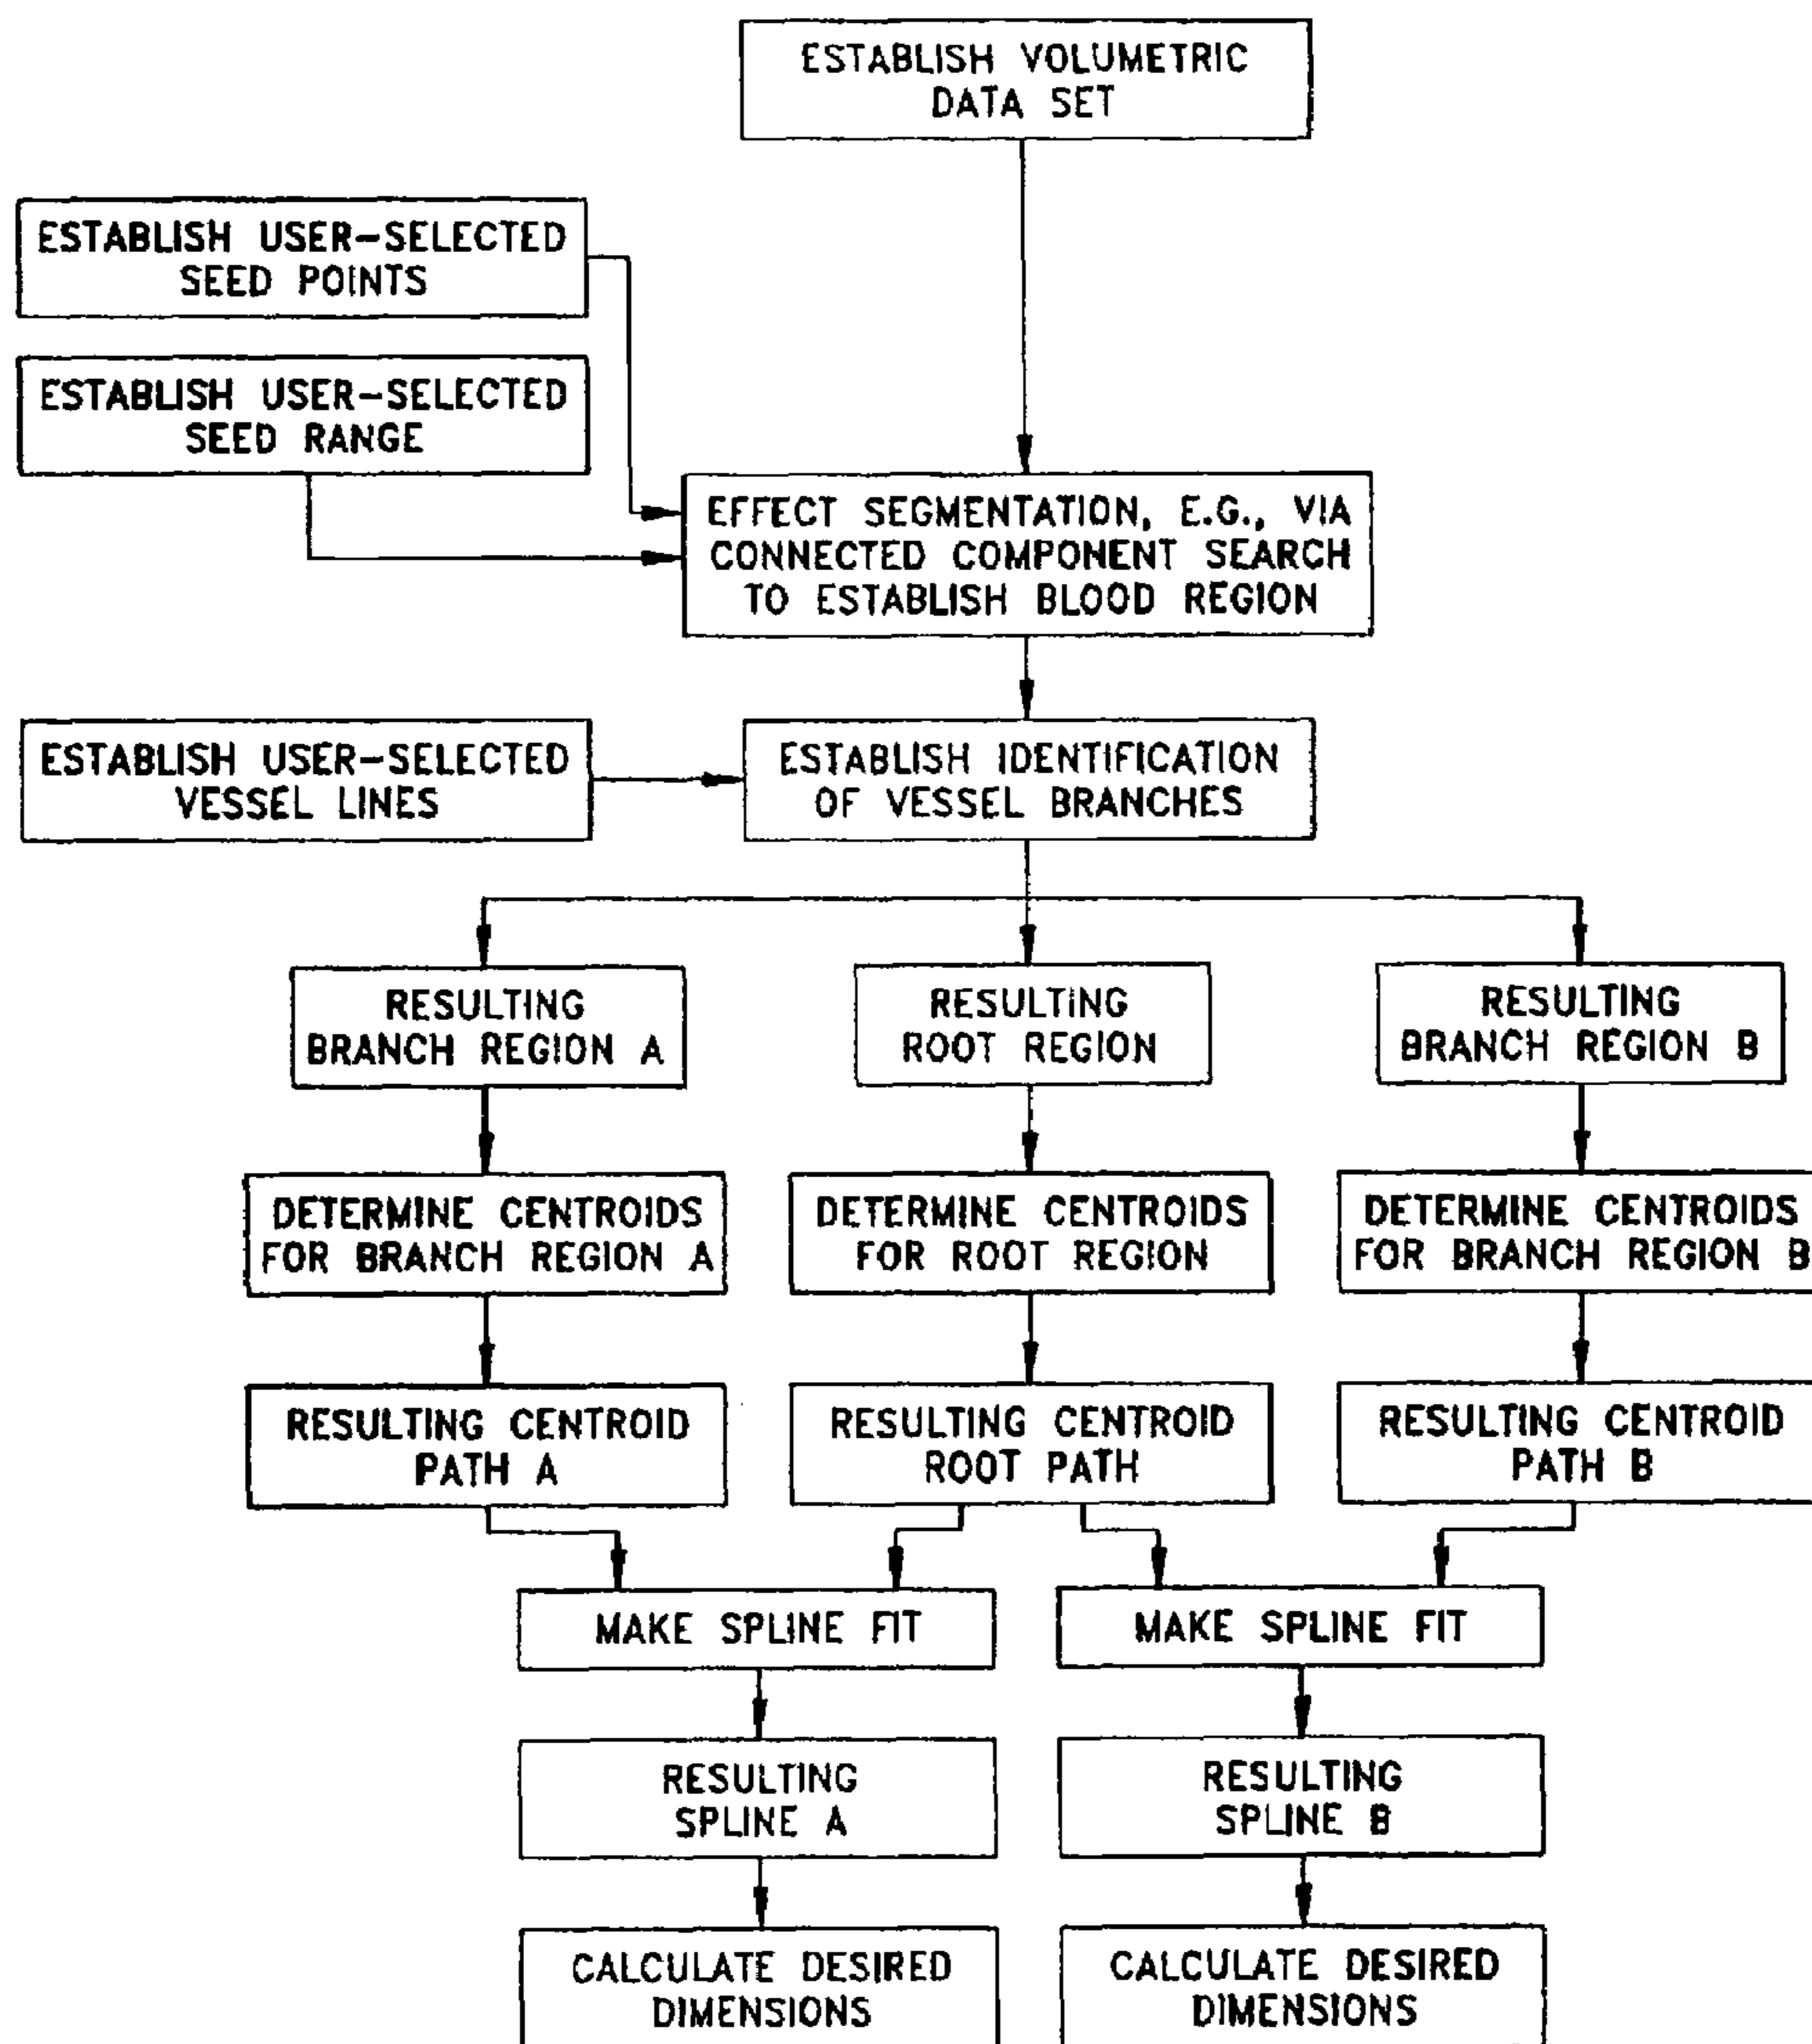 ESTABLISH VOLUMETRIC
DATA SET
ESTABLISH USER-SELECTED
SEED POINTS
ESTABLISH USER-SELECTED
SEED RANGE
EFFECT SEGMENTATION, E.G., VIA
CONNECTED COMPONENT SEARCH
TO ESTABLISH BLOOD REGION
ESTABLISH USER-SELECTED
VESSEL LINES
ESTABLISH IDENTIFICATION
OF VESSEL BRANCHES
RESULTING
BRANCH REGION A
RESULTING
ROOT REGION
RESULTING
BRANCH REGION B
DETERMINE CENTROIDS
FOR BRANCH REGION A
DETERMINE CENTROIDS
FOR ROOT REGION
DETERMINE CENTROIDS
FOR BRANCH REGION B
RESULTING CENTROID
PATH A
RESULTING CENTROID
ROOT PATH
RESULTING CENTROID
PATH B
MAKE SPLINE FIT
MAKE SPLINE FIT
RESULTING
SPLINE A
RESULTING
SPLINE B
CALCULATE DESIRED
DIMENSIONS
CALCULATE DESIRED
DIMENSIONS